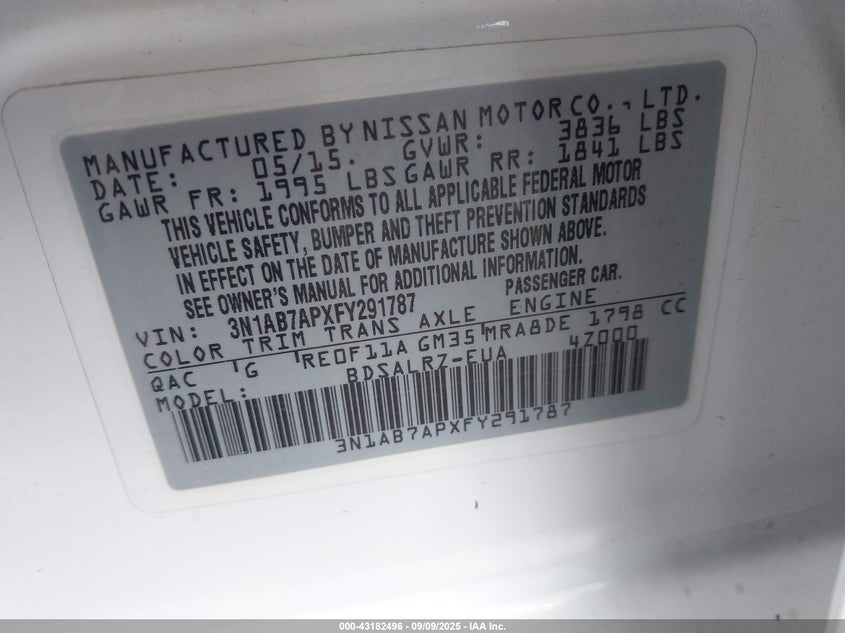 MANUFACTURED BY NISSAN MOTOR CO., LTD.
DATE: 05/15. GVWR: 3836 LBS
GAWR FR: 1995 LBS GAWR RR: 1841 LBS
THIS VEHICLE CONFORMS TO ALL APPLICABLE FEDERAL MOTOR
VEHICLE SAFETY, BUMPER AND THEFT PREVENTION STANDARDS
IN EFFECT ON THE DATE OF MANUFACTURE SHOWN ABOVE.
SEE OWNER'S MANUAL FOR ADDITIONAL INFORMATION.
PASSENGER CAR.
VIN: 3N1AB7APXFY291787
COLOR TRIM TRANS AXLE ENGINE
QAC G RE0F11A GM35 MRA8DE 1798 CC
MODEL: BDSALRZ-EUA 4Z000
3N1AB7APXFY291787
000-43182496 - 09/09/2025 - IAA Inc.